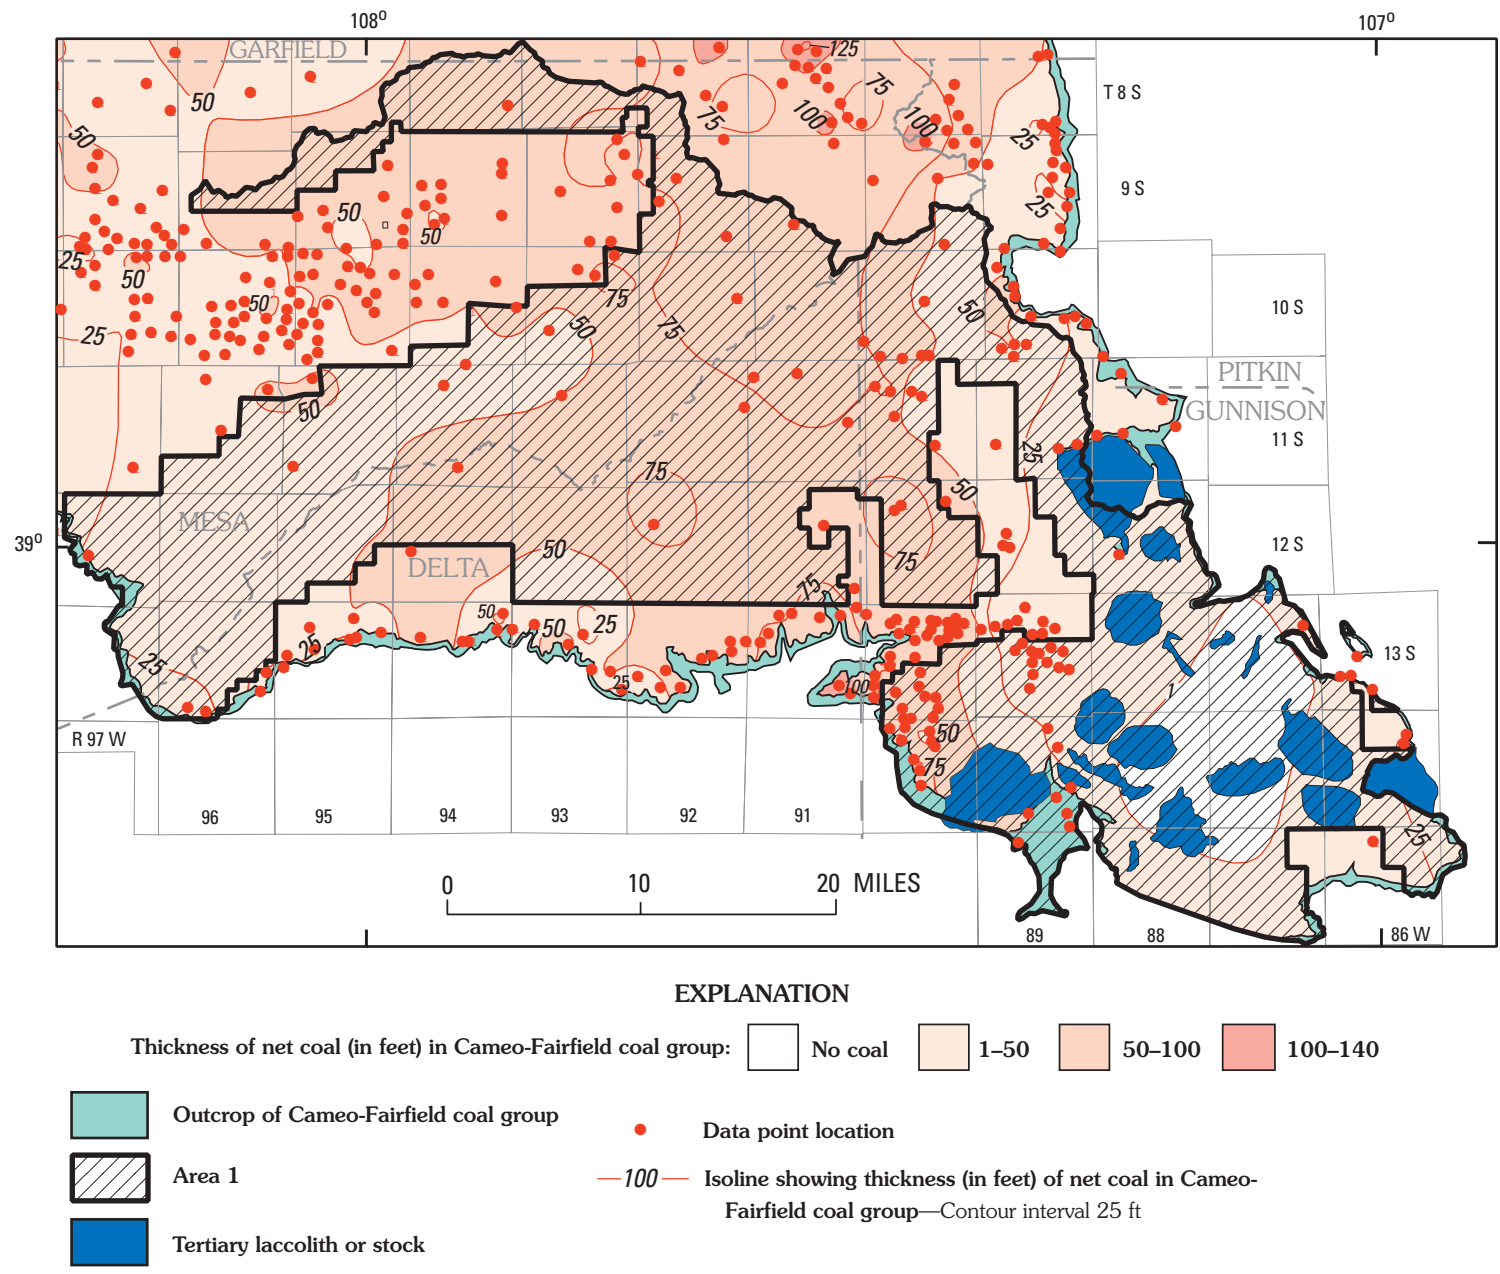 108⁰
107⁰
GARFIELD
125
50
75
T 8 S
75
100
100
50
25
9 S
25
50
50
25
50
50
75
50
10 S
25
50
75
PITKIN
50
GUNNISON
11 S
25
75
50
MESA
39⁰
50
12 S
DELTA
75
75
50
50
25
25
13 S
25
25
100
1
R 97 W
50
75
96
95
94
93
92
91
25
0
10
20 MILES
89
88
86 W
EXPLANATION
Thickness of net coal (in feet) in Cameo-Fairfield coal group:
No coal
1–50
50–100
100–140
Outcrop of Cameo-Fairfield coal group
Data point location
Area 1
100
Isoline showing thickness (in feet) of net coal in Cameo-
Fairfield coal group—Contour interval 25 ft
Tertiary laccolith or stock